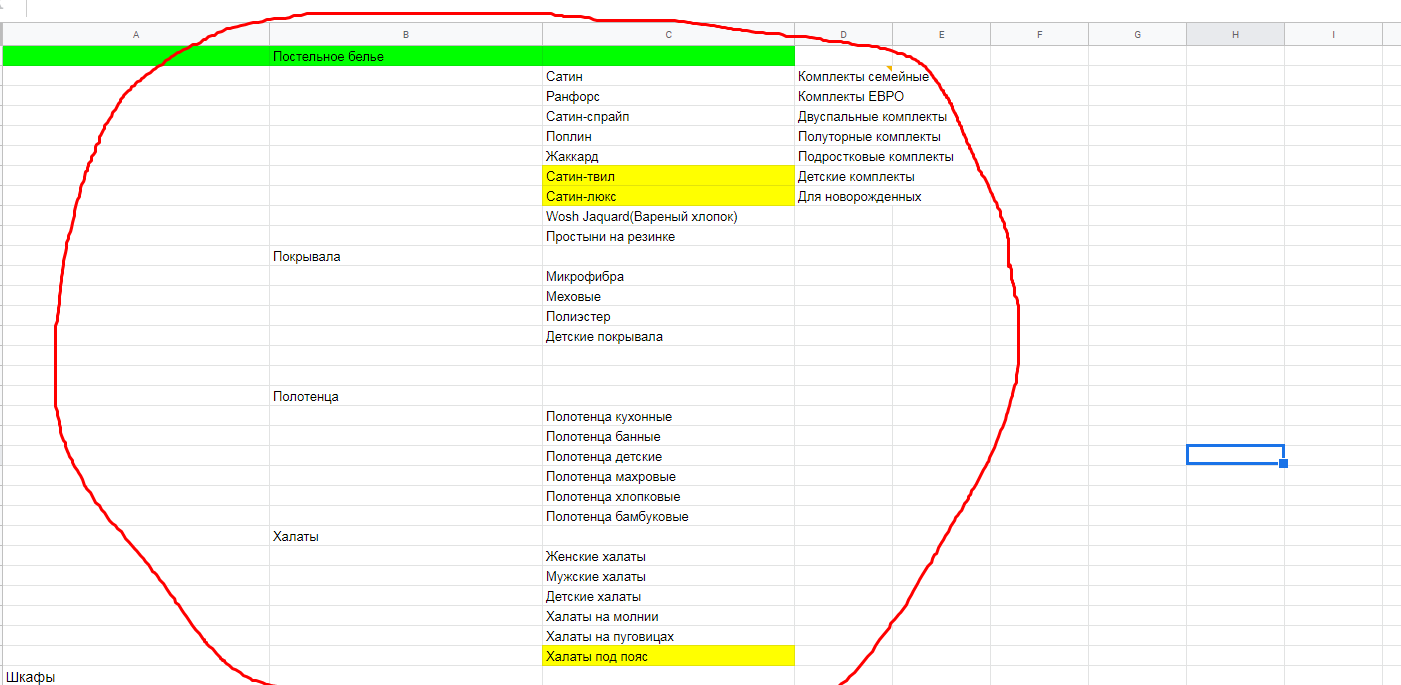 A B C D E F G H I
Постельное белье
Сатин Комплекты семейные
Ранфорс Комплекты ЕВРО
Сатин-спрайп Двуспальные комплекты
Поплин Полуторные комплекты
Жаккард Подростковые комплекты
Сатин-твил Детские комплекты
Сатин-люкс Для новорожденных
Wosh Jaquard(Вареный хлопок)
Простыни на резинке
Покрывала
Микрофибра
Меховые
Полиэстер
Детские покрывала
Полотенца
Полотенца кухонные
Полотенца банные
Полотенца детские
Полотенца махровые
Полотенца хлопковые
Полотенца бамбуковые
Халаты
Женские халаты
Мужские халаты
Детские халаты
Халаты на молнии
Халаты на пуговицах
Халаты под пояс
Шкафы